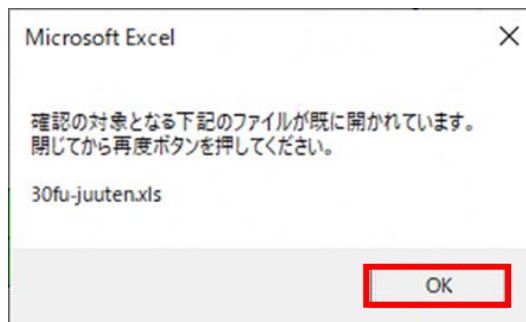 Microsoft Excel
確認の対象となる下記のファイルが既に開かれています。
閉じてから再度ボタンを押してください。
30fu-juuten.xls
OK